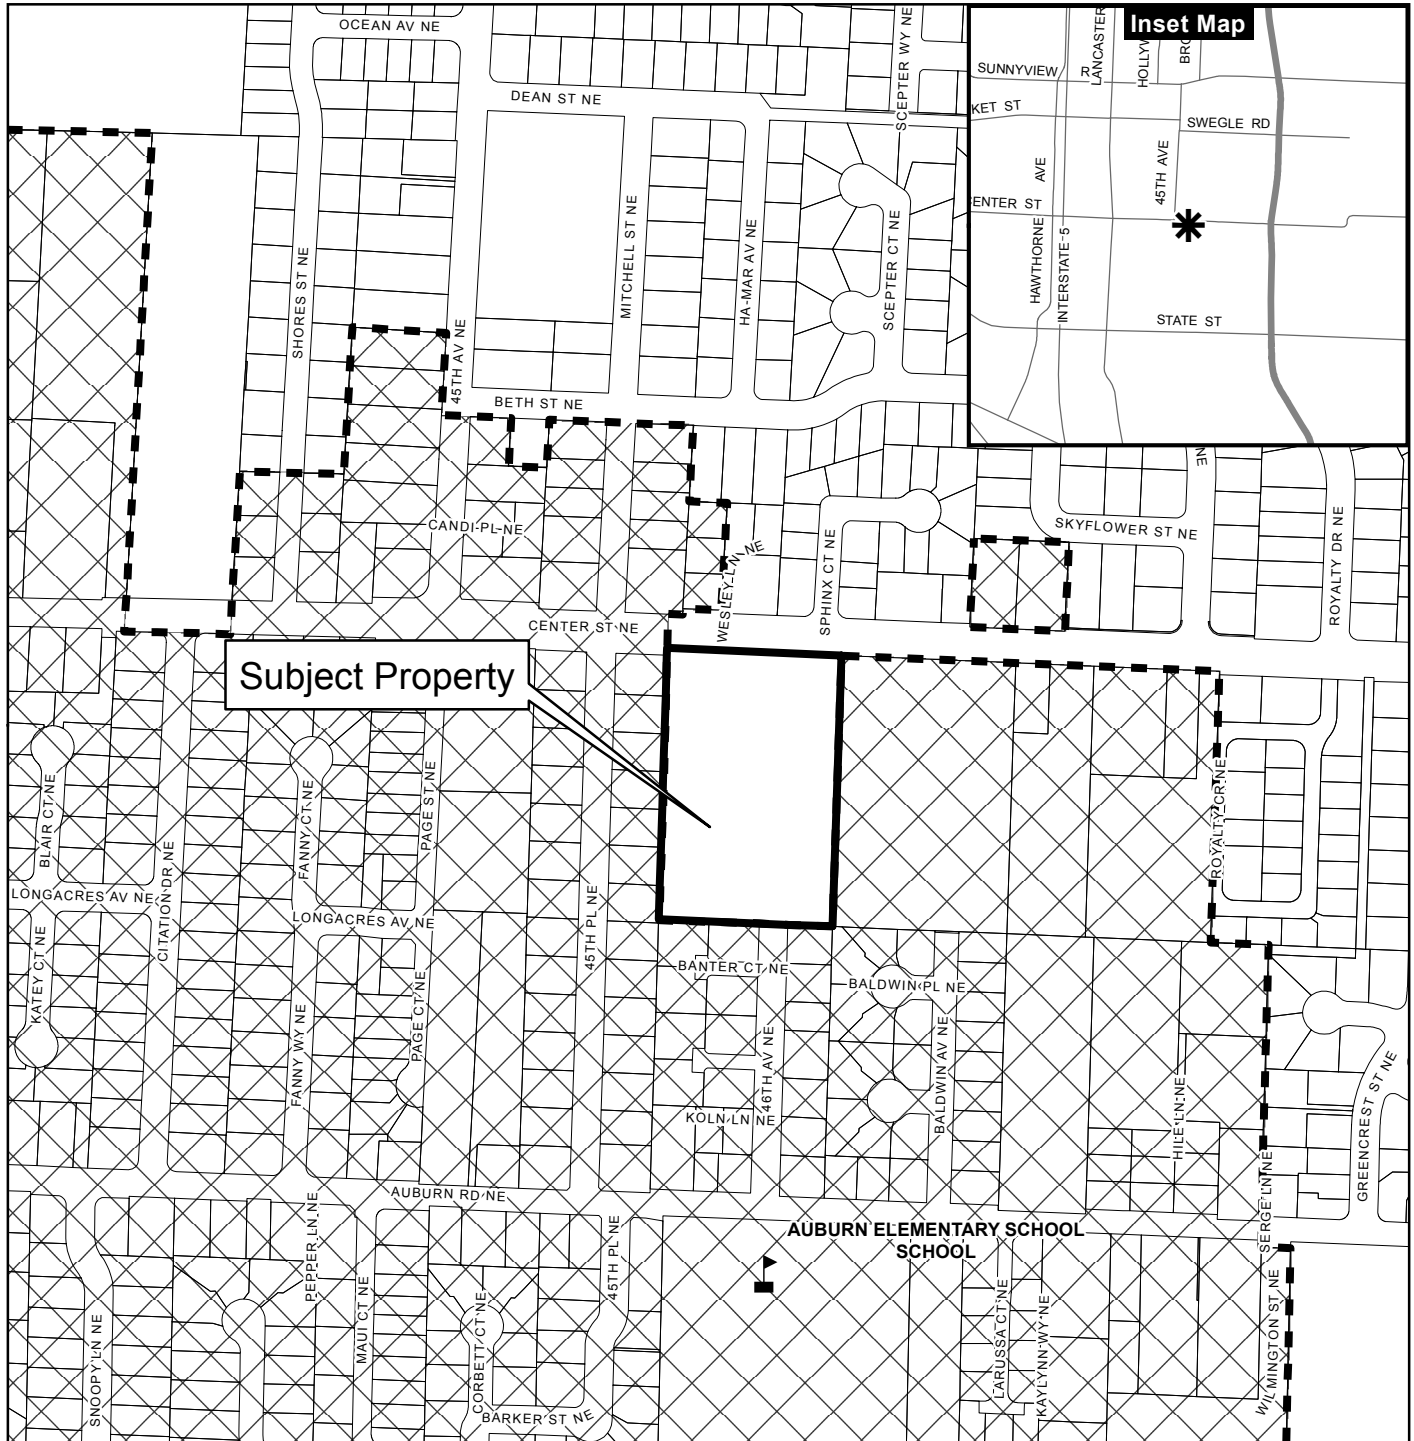 OCEAN AV NE
DEAN ST NE
SCEPTER WY NE
SHORES ST NE
45TH AV NE
MITCHELL ST NE
HA-MAR AV NE
SCEPTER CT NE
BETH ST NE
Inset Map
SUNNYVIEW R
LANCASTER
HOLLYW
BRO
KET ST
SWEGLE RD
45TH AVE
ENTER ST
HAWTHORNE AVE
INTERSTATE-5
STATE ST
NE
SKYFLOWER ST NE
ROYALTY DR NE
CANDI PL NE
WESLEY LN NE
SPHINX CT NE
CENTER ST NE
Subject Property
BLAIR CT NE
CITATION DR NE
FANNY CT NE
PAGE ST NE
ROYALTY CR NE
LONGACRES AV NE
LONGACRES AV NE
KATEY CT NE
FANNY WY NE
PAGE CT NE
45TH PL NE
BANTER CT NE
BALDWIN PL NE
46TH AV NE
BALDWIN AV NE
KOLN LN NE
HILE LN NE
GREENCREST ST NE
AUBURN RD NE
SERGE LN NE
AUBURN ELEMENTARY SCHOOL
SCHOOL
SNOOPY LN NE
PEPPER LN NE
MAUI CT NE
CORBETT CT NE
45TH PL NE
BARKER ST NE
LARUSSA CT NE
KAYLYNN WY NE
WILMINGTON ST NE